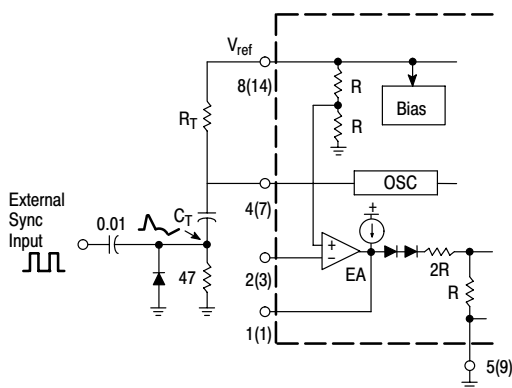 Vref
8(14)
R
Bias
RT
R
OSC
External
Sync
Input
0.01
CT
4(7)
+
47
2(3)
+
−
EA
2R
R
1(1)
5(9)